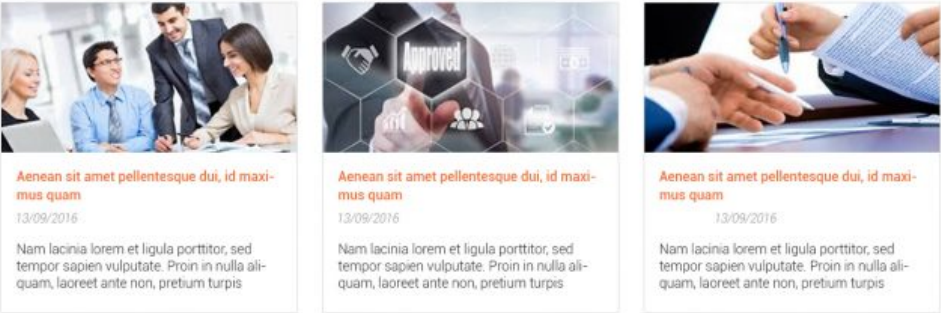 Approved
Aenean sit amet pellentesque dui, id maxi-
mus quam
13/09/2016
Nam lacinia lorem et ligula porttitor, sed
tempor sapien vulputate. Proin in nulla ali-
quam, laoreet ante non, pretium turpis
Aenean sit amet pellentesque dui, id maxi-
mus quam
13/09/2016
Nam lacinia lorem et ligula porttitor, sed
tempor sapien vulputate. Proin in nulla ali-
quam, laoreet ante non, pretium turpis
Aenean sit amet pellentesque dui, id maxi-
mus quam
13/09/2016
Nam lacinia lorem et ligula porttitor, sed
tempor sapien vulputate. Proin in nulla ali-
quam, laoreet ante non, pretium turpis